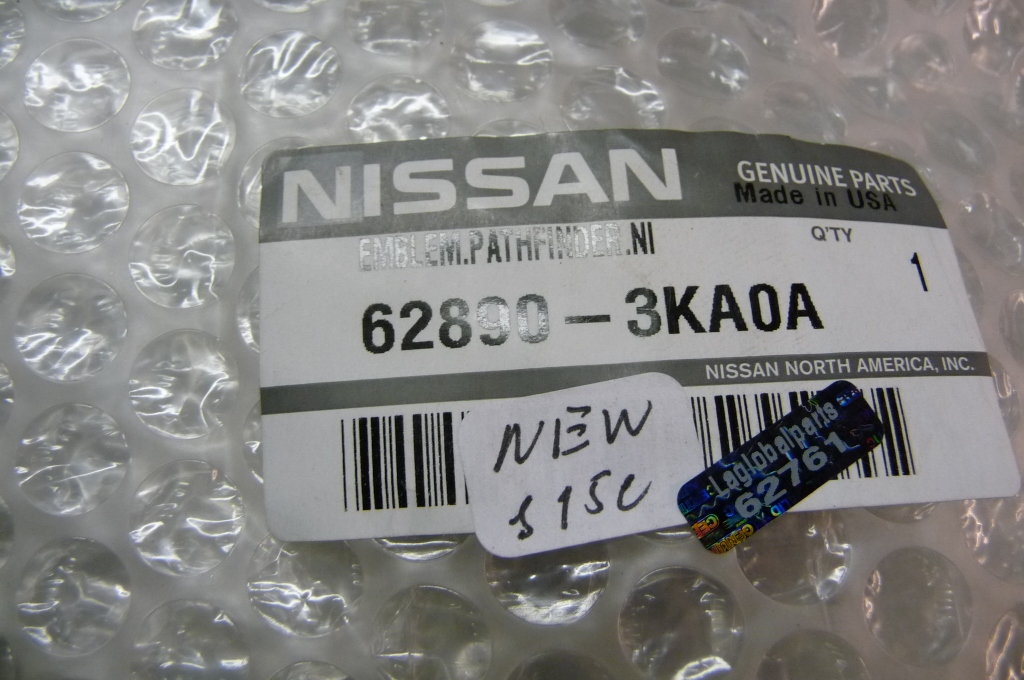 NISSAN
GENUINE PARTS
Made in USA
EMBLEM.PATHFINDER.NI
Q'TY
1
62890-3KA0A
NISSAN NORTH AMERICA, INC.
NEW
Laglobalparts
62761